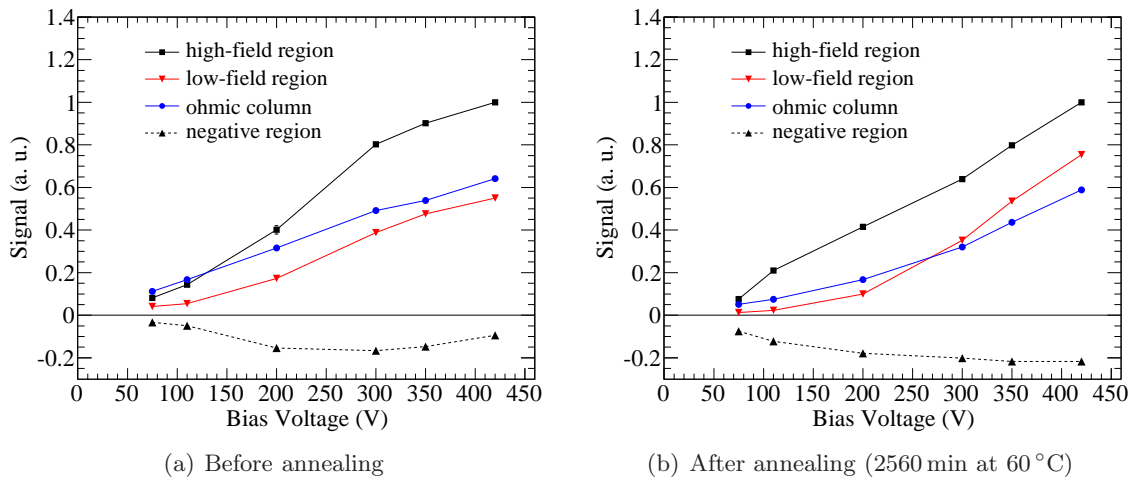 1.4
1.2
1
0.8
0.6
0.4
0.2
0
-0.2
Signal (a. u.)
high-field region
low-field region
ohmic column
negative region
0 50 100 150 200 250 300 350 400 450
Bias Voltage (V)
(a) Before annealing
1.4
1.2
1
0.8
0.6
0.4
0.2
0
-0.2
Signal (a. u.)
high-field region
low-field region
ohmic column
negative region
0 50 100 150 200 250 300 350 400 450
Bias Voltage (V)
(b) After annealing (2560 min at 60 °C)